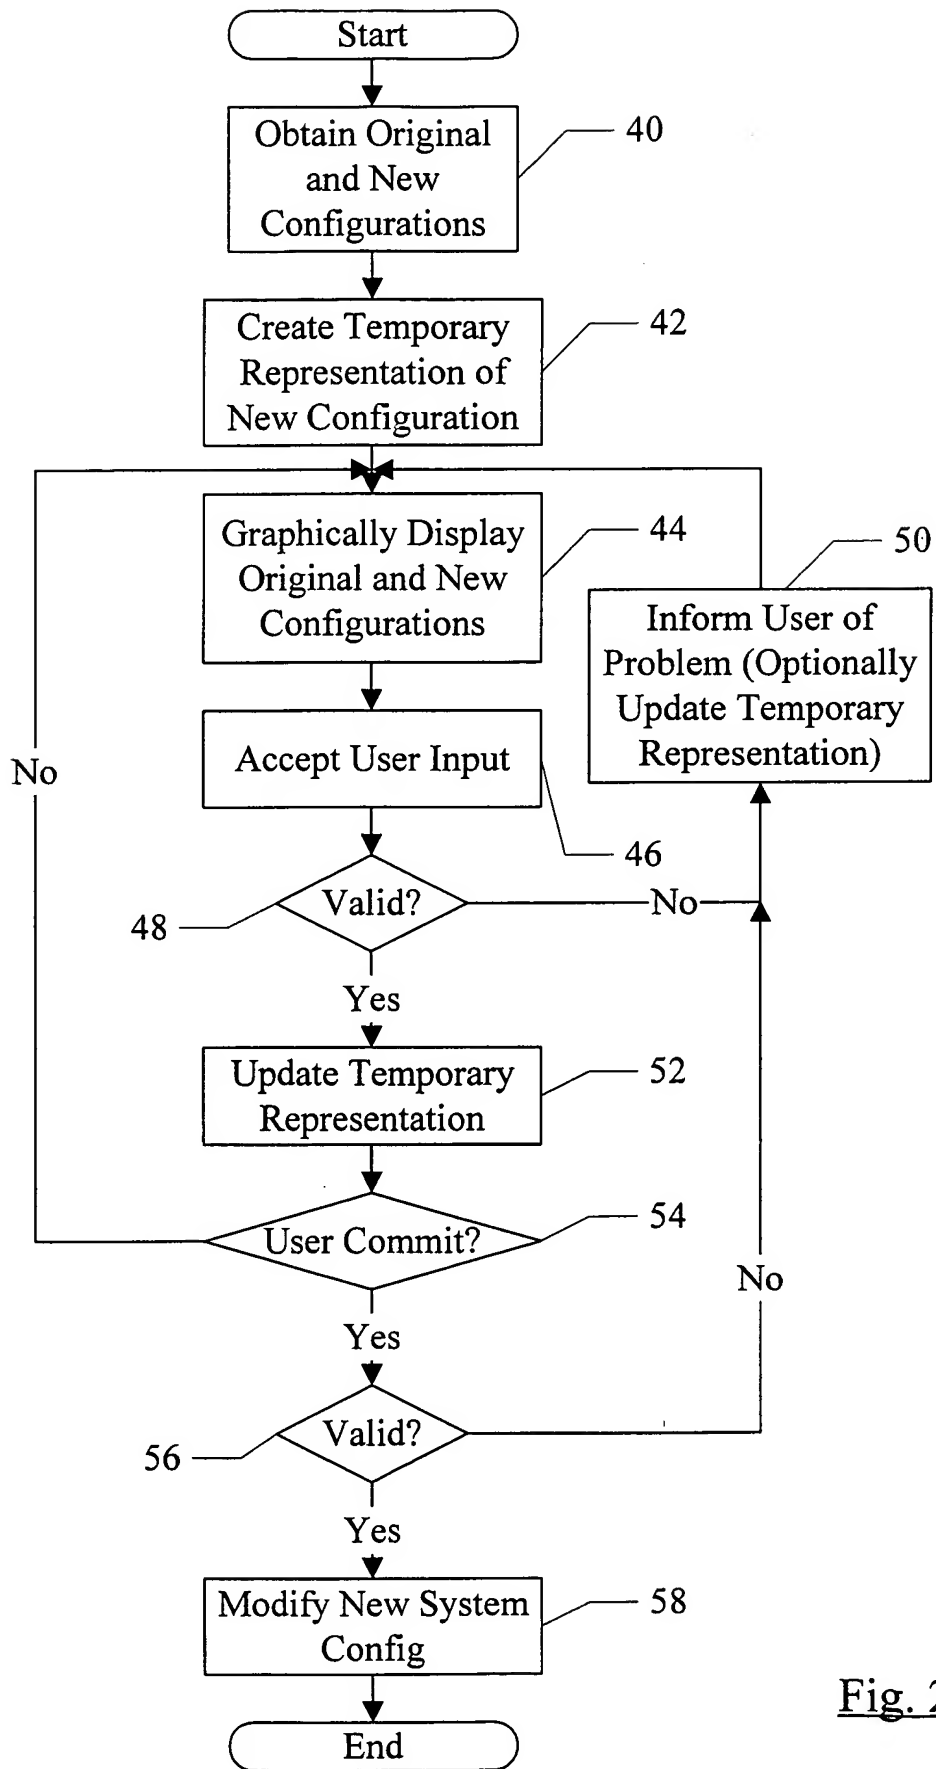 Start
Obtain Original
and New
Configurations
40
Create Temporary
Representation of
New Configuration
42
Graphically Display
Original and New
Configurations
44
50
Inform User of
Problem (Optionally
Update Temporary
Representation)
Accept User Input
46
No
Valid?
48
No
Yes
Update Temporary
Representation
52
User Commit?
54
No
Yes
Valid?
56
Yes
Modify New System
Config
58
End
Fig. 2